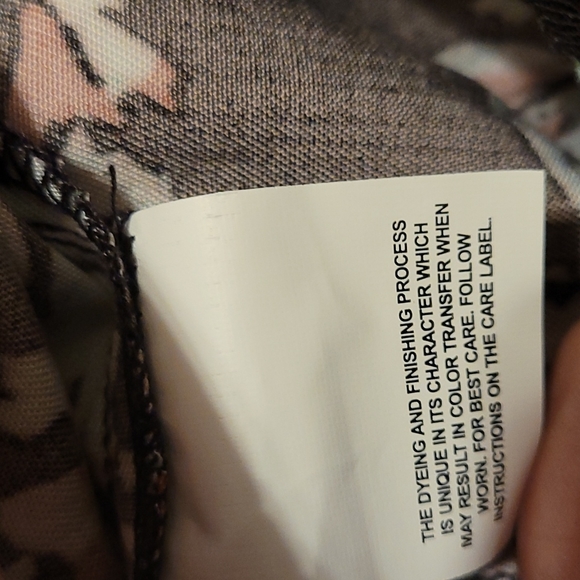 THE DYEING AND FINISHING PROCESS
IS UNIQUE IN ITS CHARACTER WHICH
MAY RESULT IN COLOR TRANSFER WHEN
WORN. FOR BEST CARE. FOLLOW
INSTRUCTIONS ON THE CARE LABEL.